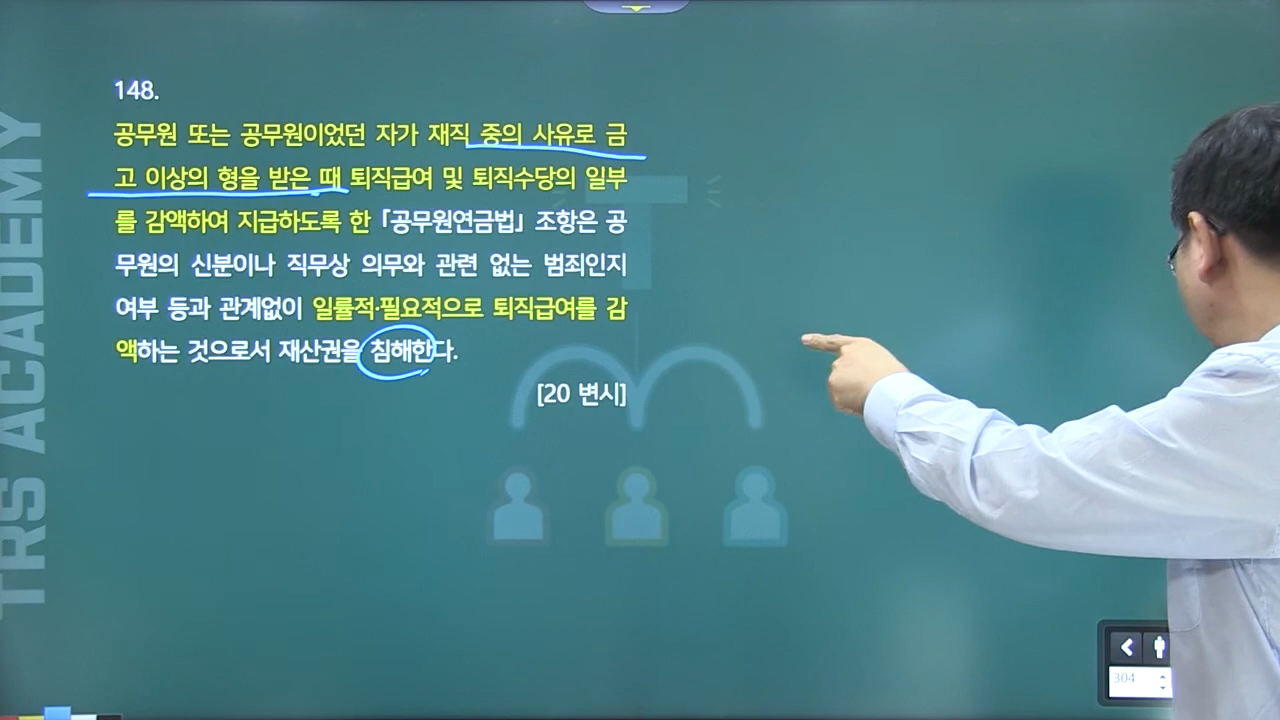 148.
공무원 또는 공무원이었던 자가 재직 중의 사유로 금
고 이상의 형을 받은 때 퇴직급여 및 퇴직수당의 일부
를 감액하여 지급하도록 한 「공무원연금법」 조항은 공
무원의 신분이나 직무상 의무와 관련 없는 범죄인지
여부 등과 관계없이 일률적·필요적으로 퇴직급여를 감
액하는 것으로서 재산권을 침해한다.
[20 변시]
TRS ACADEMY
304